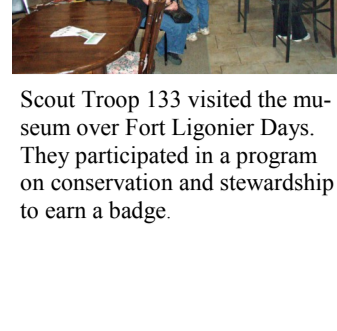 Scout Troop 133 visited the mu-
seum over Fort Ligonier Days.
They participated in a program
on conservation and stewardship
to earn a badge.